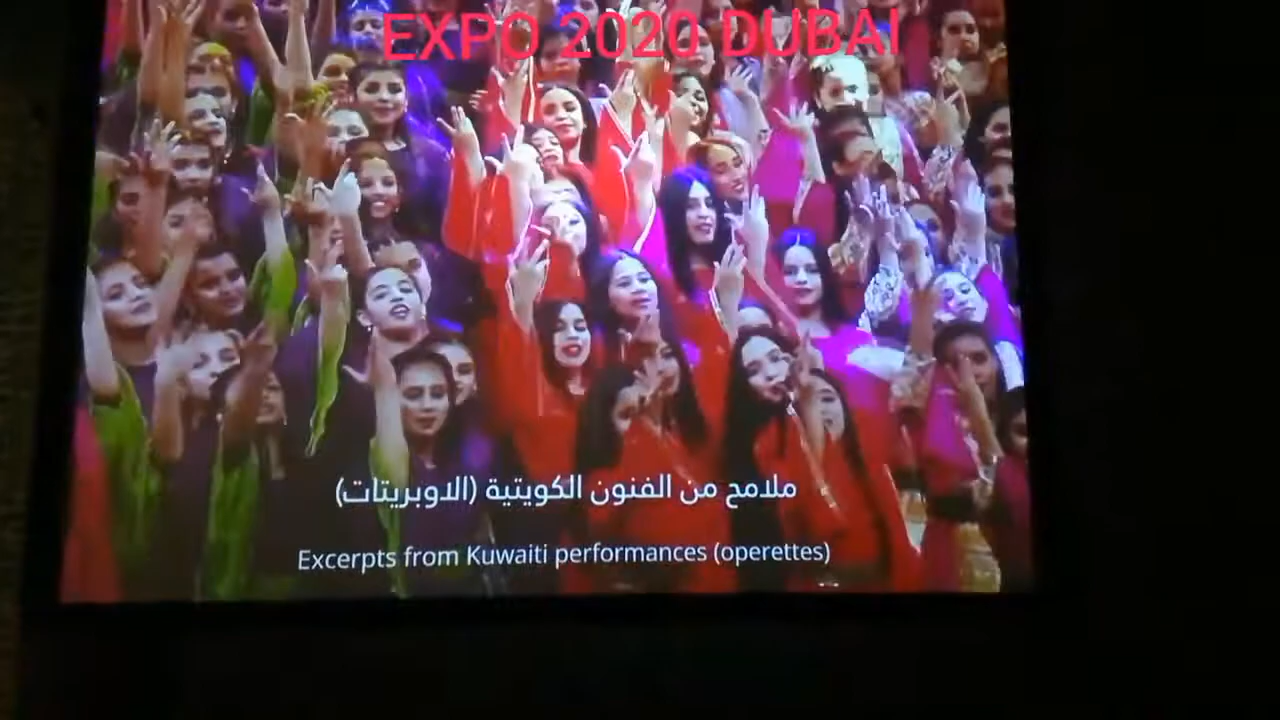 EXPO 2020 DUBAI
ملامح من الفنون الكويتية (الاوبريتات)
Excerpts from Kuwaiti performances (operettes)